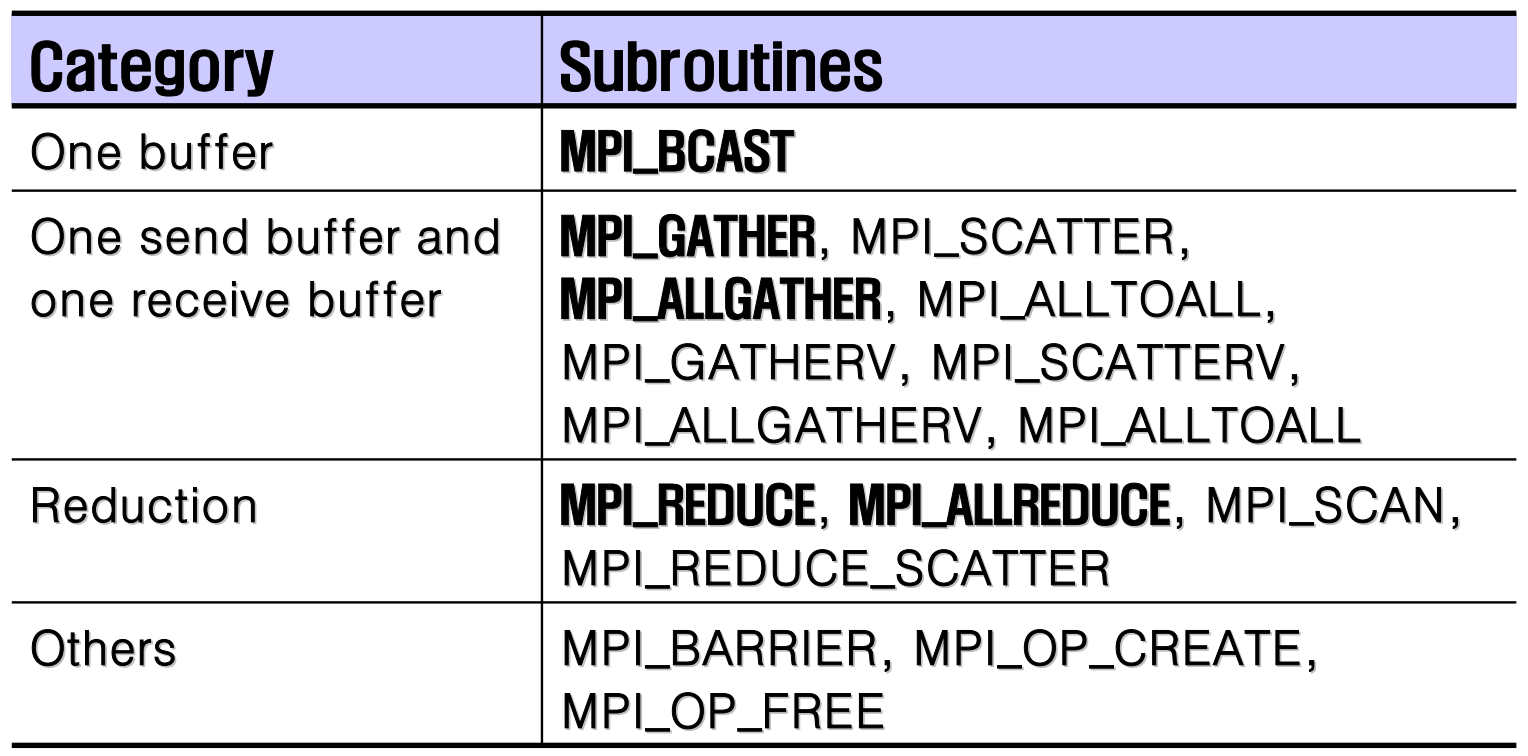 Category Subroutines
One buffer MPI_BCAST
One send buffer and MPI_GATHER, MPI_SCATTER,
one receive buffer MPI_ALLGATHER, MPI_ALLTOALL,
MPI_GATHERV, MPI_SCATTERV,
MPI_ALLGATHERV, MPI_ALLTOALL
Reduction MPI_REDUCE, MPI_ALLREDUCE, MPI_SCAN,
MPI_REDUCE_SCATTER
Others MPI_BARRIER, MPI_OP_CREATE,
MPI_OP_FREE